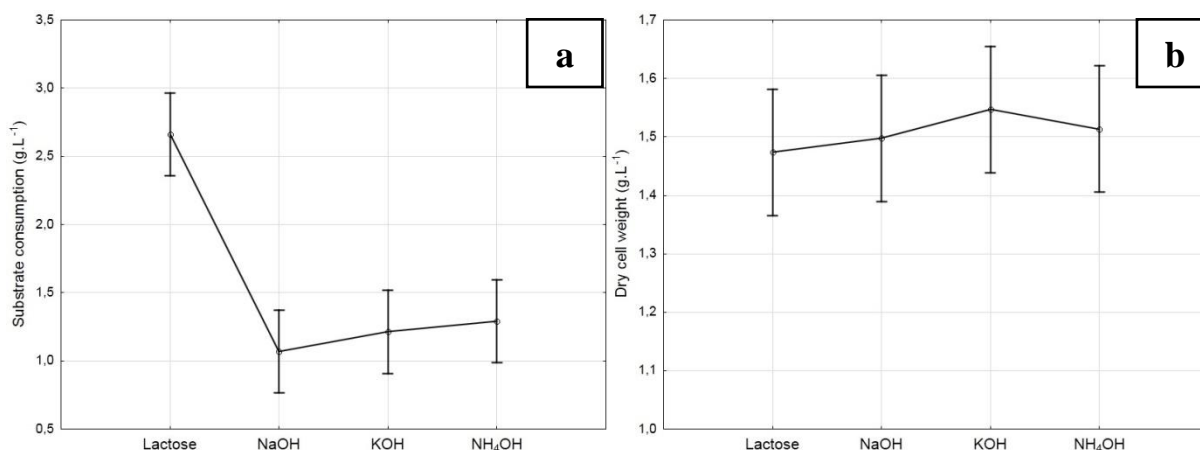 a
Substrate consumption (g.L⁻¹)
3,5
3,0
2,5
2,0
1,5
1,0
0,5
Lactose NaOH KOH NH₄OH
b
Dry cell weight (g.L⁻¹)
1,7
1,6
1,5
1,4
1,3
1,2
1,1
1,0
Lactose NaOH KOH NH₄OH